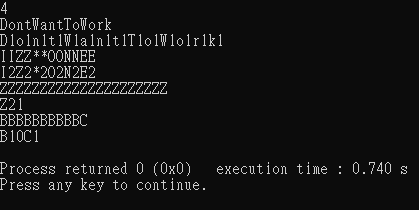 4
DontWantToWork
D1o1n1t1W1a1n1t1T1o1W1o1r1k1
IIZZ**OONNEE
I2Z2*2O2N2E2
ZZZZZZZZZZZZZZZZZZZZZ
Z21
BBBBBBBBBBC
B10C1
Process returned 0 (0x0)   execution time : 0.740 s
Press any key to continue.